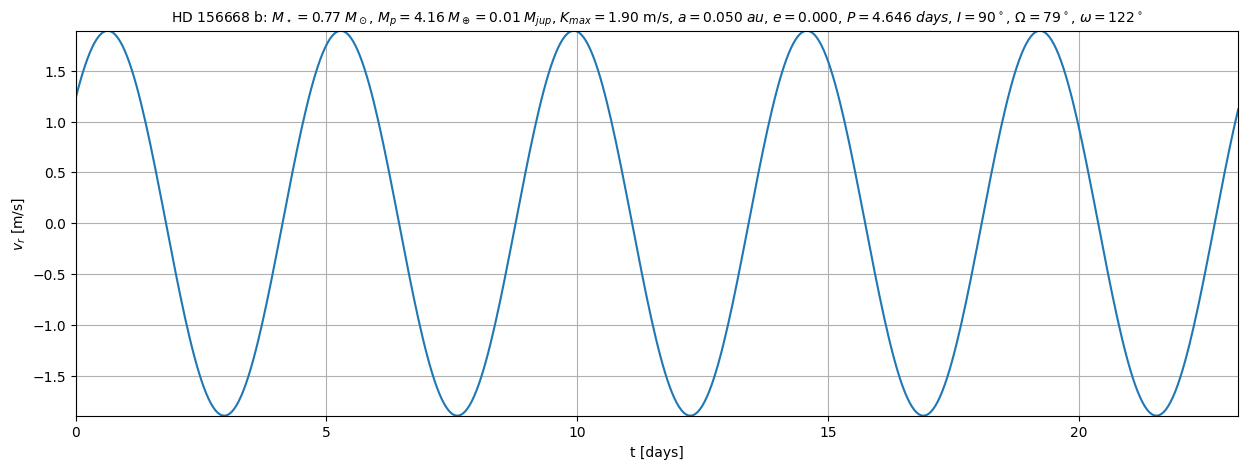 HD 156668 b: M⋆ = 0.77 M⊙, Mp = 4.16 M⊕ = 0.01 Mjup, Kmax = 1.90 m/s, a = 0.050 au, e = 0.000, P = 4.646 days, I = 90°, Ω = 79°, ω = 122°
1.5
1.0
0.5
0.0
−0.5
−1.0
−1.5
vr [m/s]
0 5 10 15 20
t [days]